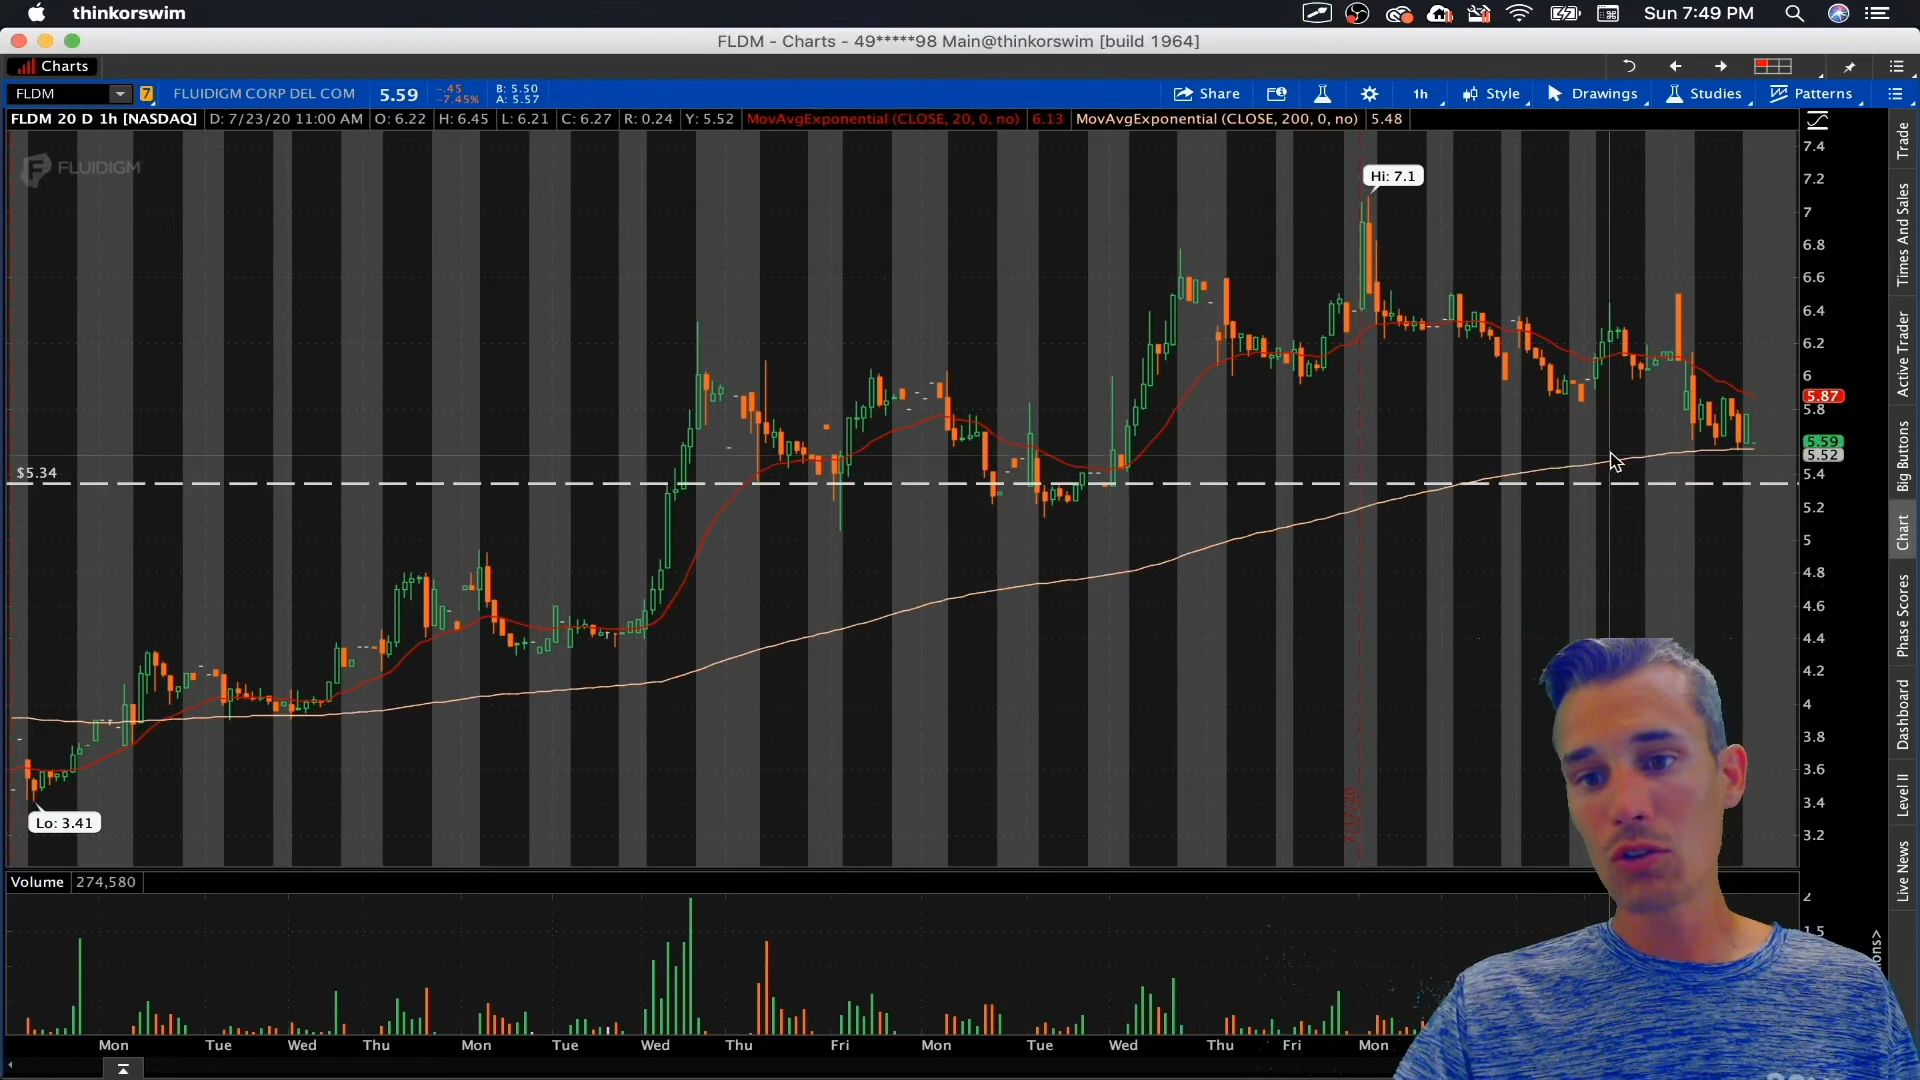 thinkorswim
Sun 7:49 PM
FLDM - Charts - 49*****98 Main@thinkorswim [build 1964]
Charts
FLDM
7
FLUIDIGM CORP DEL COM
5.59
-.45
-7.45%
B: 5.50
A: 5.57
Share
1h
Style
Drawings
Studies
Patterns
FLDM 20 D 1h [NASDAQ]
D: 7/23/20 11:00 AM
O: 6.22
H: 6.45
L: 6.21
C: 6.27
R: 0.24
Y: 5.52
MovAvgExponential (CLOSE, 20, 0, no)
6.13
MovAvgExponential (CLOSE, 200, 0, no)
5.48
FLUIDIGM
Hi: 7.1
$5.34
Lo: 3.41
7/17/20
7.4
7.2
7
6.8
6.6
6.4
6.2
6
5.87
5.8
5.59
5.52
5.4
5.2
5
4.8
4.6
4.4
4.2
4
3.8
3.6
3.4
3.2
Volume
274,580
2
1.5
Mon
Tue
Wed
Thu
Mon
Tue
Wed
Thu
Fri
Mon
Tue
Wed
Thu
Fri
Mon
Trade
Times And Sales
Active Trader
Big Buttons
Chart
Phase Scores
Dashboard
Level II
Live News